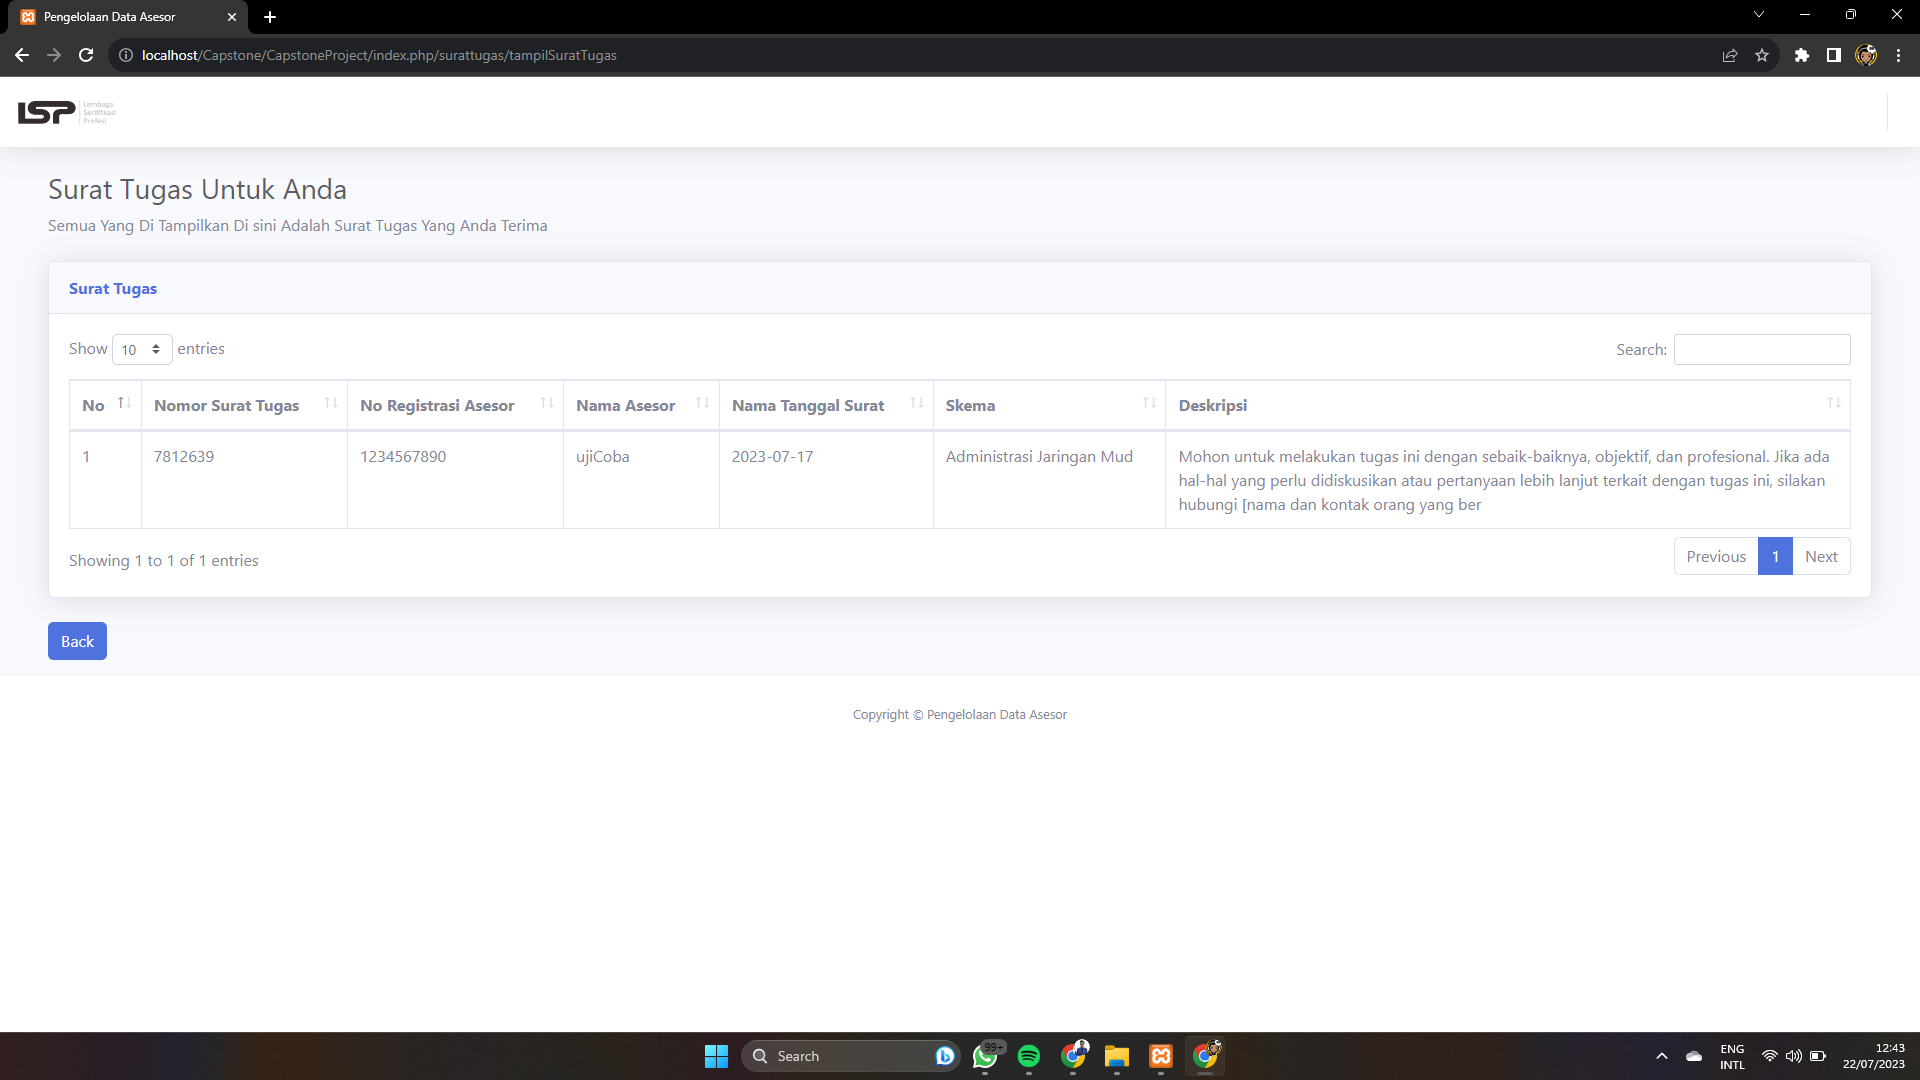 Pengelolaan Data Asesor
localhost/Capstone/CapstoneProject/index.php/surattugas/tampilSuratTugas
LSP Lembaga
Sertifikasi
Profesi
Surat Tugas Untuk Anda
Semua Yang Di Tampilkan Di sini Adalah Surat Tugas Yang Anda Terima
Surat Tugas
Show 10 entries
Search:
No Nomor Surat Tugas No Registrasi Asesor Nama Asesor Nama Tanggal Surat Skema Deskripsi
1 7812639 1234567890 ujiCoba 2023-07-17 Administrasi Jaringan Mud Mohon untuk melakukan tugas ini dengan sebaik-baiknya, objektif, dan profesional. Jika ada
hal-hal yang perlu didiskusikan atau pertanyaan lebih lanjut terkait dengan tugas ini, silakan
hubungi [nama dan kontak orang yang ber
Showing 1 to 1 of 1 entries
Previous 1 Next
Back
Copyright © Pengelolaan Data Asesor
Search
99+
ENG
INTL
12:43
22/07/2023